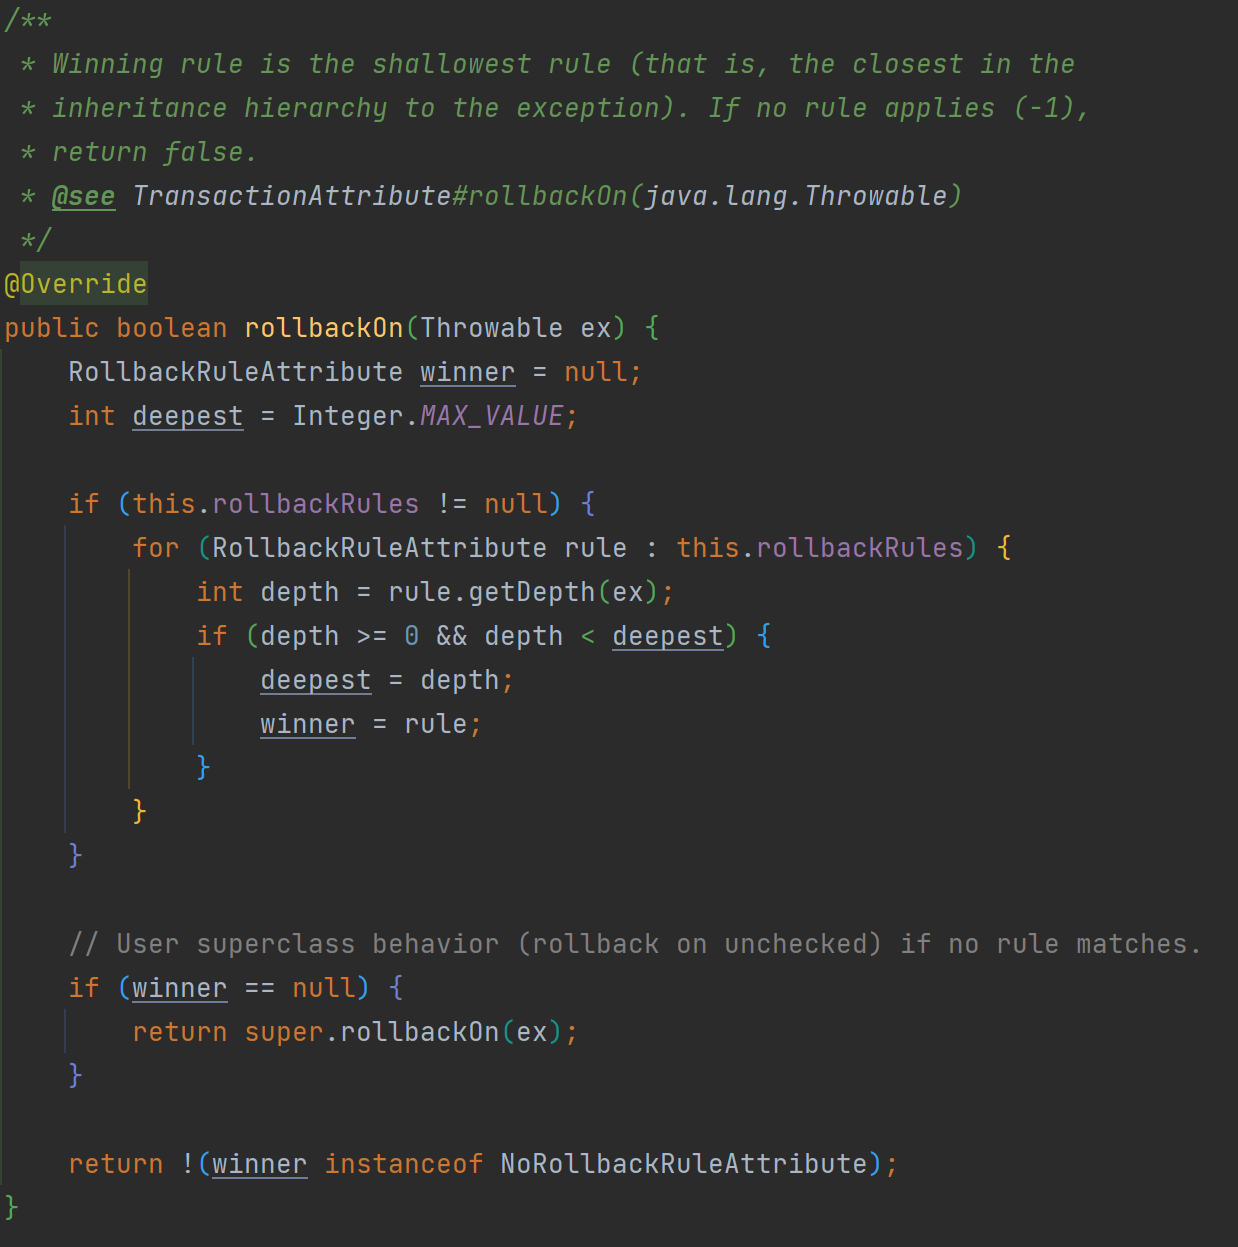 /**
 * Winning rule is the shallowest rule (that is, the closest in the
 * inheritance hierarchy to the exception). If no rule applies (-1),
 * return false.
 * @see TransactionAttribute#rollbackOn(java.lang.Throwable)
 */
@Override
public boolean rollbackOn(Throwable ex) {
    RollbackRuleAttribute winner = null;
    int deepest = Integer.MAX_VALUE;

    if (this.rollbackRules != null) {
        for (RollbackRuleAttribute rule : this.rollbackRules) {
            int depth = rule.getDepth(ex);
            if (depth >= 0 && depth < deepest) {
                deepest = depth;
                winner = rule;
            }
        }
    }

    // User superclass behavior (rollback on unchecked) if no rule matches.
    if (winner == null) {
        return super.rollbackOn(ex);
    }

    return !(winner instanceof NoRollbackRuleAttribute);
}